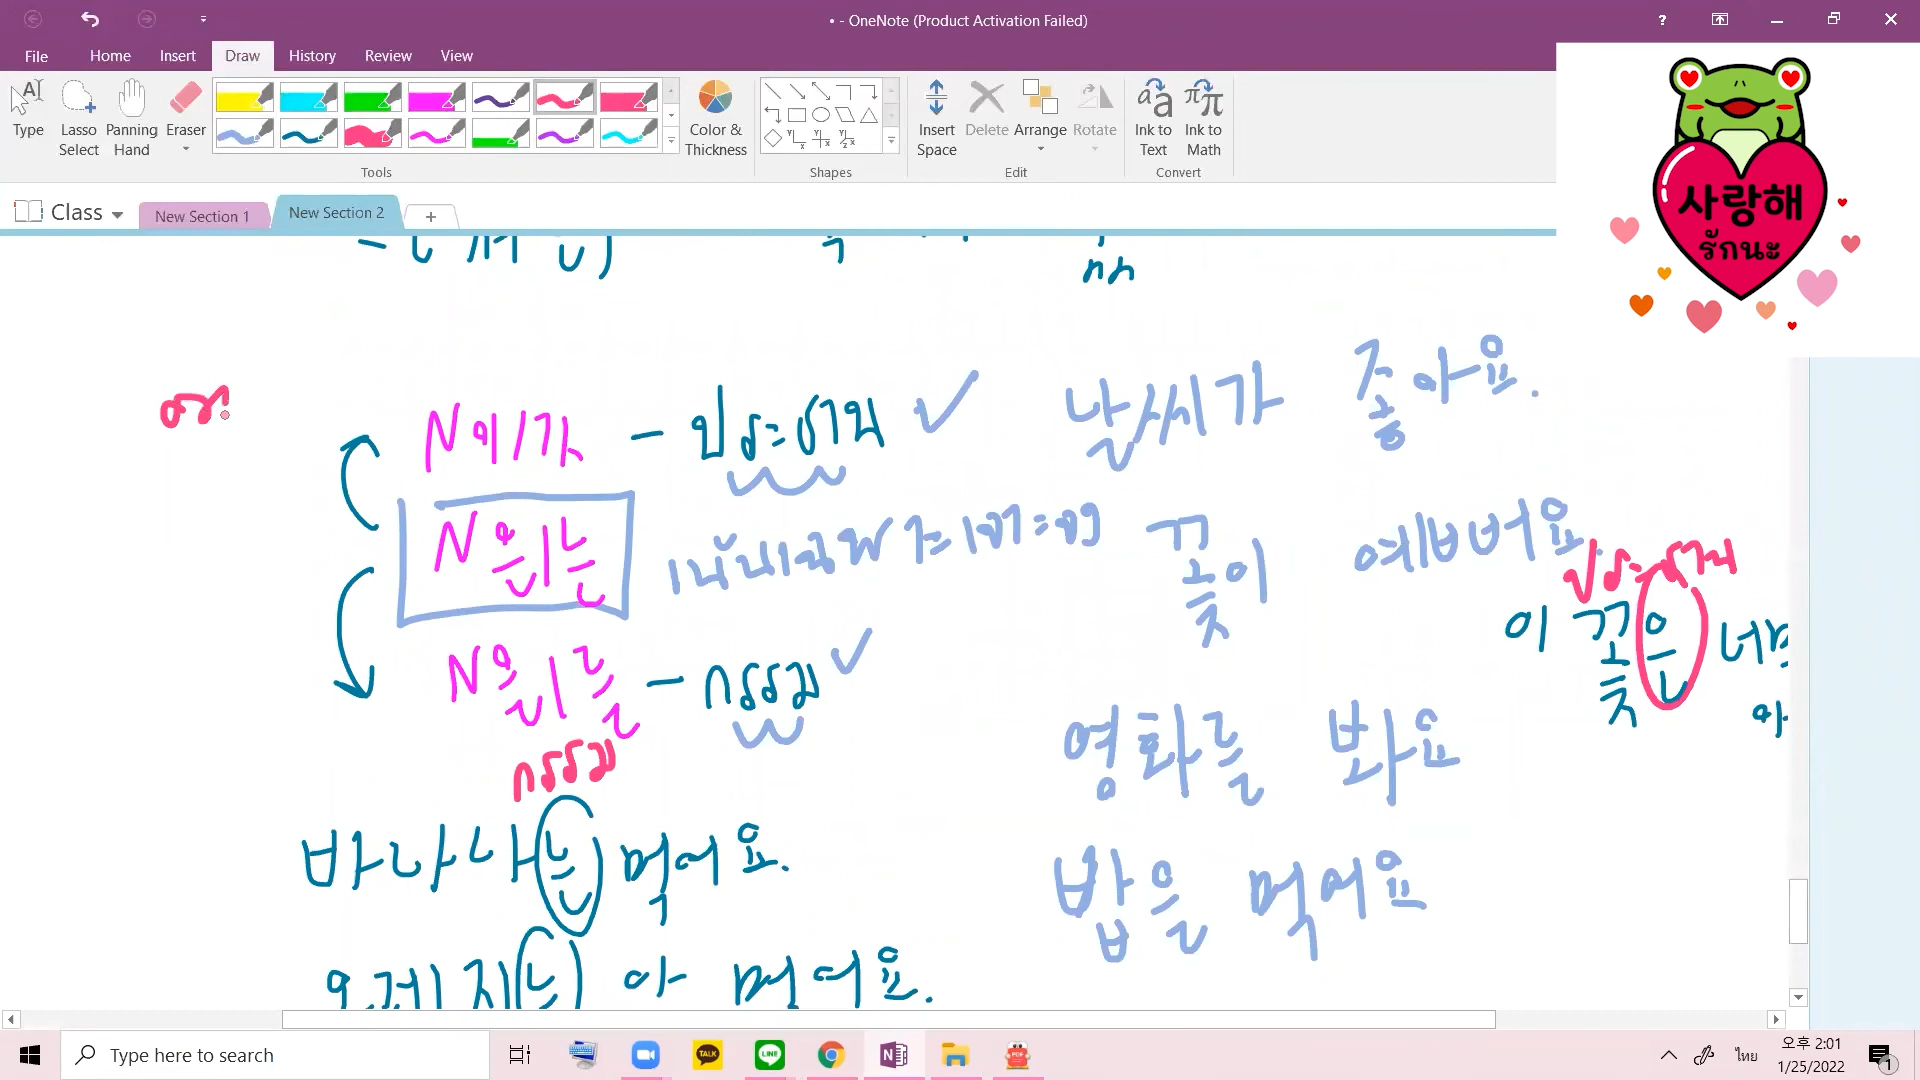 • - OneNote (Product Activation Failed)
File Home Insert Draw History Review View
Type
Lasso Select
Panning Hand
Eraser
Color & Thickness
Insert Space
Delete
Arrange
Rotate
Ink to Text
Ink to Math
Tools
Shapes
Edit
Convert
Class
New Section 1
New Section 2
사랑해
รักนะ
N이/가 - ประธาน
날씨가 좋아요.
N은/는
꽃이 예뻐요.
ประธาน
이 꽃은
N을/를 - กรรม
กรรม
영화를 봐요
바나나는 먹어요.
밥을 먹어요
Type here to search
ไทย
오후 2:01
1/25/2022
1